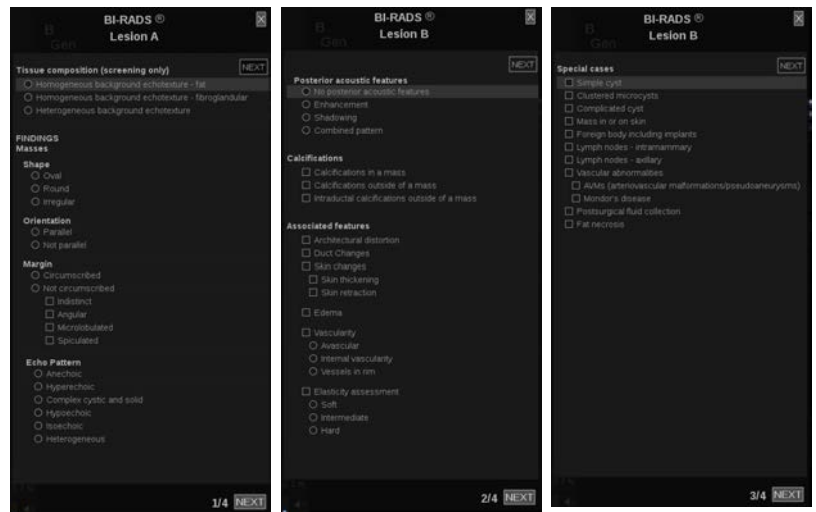 BI-RADS ®
X
Lesion A
NEXT
Tissue composition (screening only)
Homogeneous background echotexture - fat
Homogeneous background echotexture - fibroglandular
Heterogeneous background echotexture
FINDINGS
Masses
Shape
Oval
Round
Irregular
Orientation
Parallel
Not parallel
Margin
Circumscribed
Not circumscribed
Indistinct
Angular
Microlobulated
Spiculated
Echo Pattern
Anechoic
Hyperechoic
Complex cystic and solid
Hypoechoic
Isoechoic
Heterogeneous
1/4 NEXT
BI-RADS ®
X
Lesion B
NEXT
Posterior acoustic features
No posterior acoustic features
Enhancement
Shadowing
Combined pattern
Calcifications
Calcifications in a mass
Calcifications outside of a mass
Intraductal calcifications outside of a mass
Associated features
Architectural distortion
Duct Changes
Skin changes
Skin thickening
Skin retraction
Edema
Vascularity
Avascular
Internal vascularity
Vessels in rim
Elasticity assessment
Soft
Intermediate
Hard
2/4 NEXT
BI-RADS ®
X
Lesion B
NEXT
Special cases
Simple cyst
Clustered microcysts
Complicated cyst
Mass in or on skin
Foreign body including implants
Lymph nodes - intramammary
Lymph nodes - axillary
Vascular abnormalities
AVMs (arteriovascular malformations/pseudoaneurysms)
Mondor's disease
Postsurgical fluid collection
Fat necrosis
3/4 NEXT